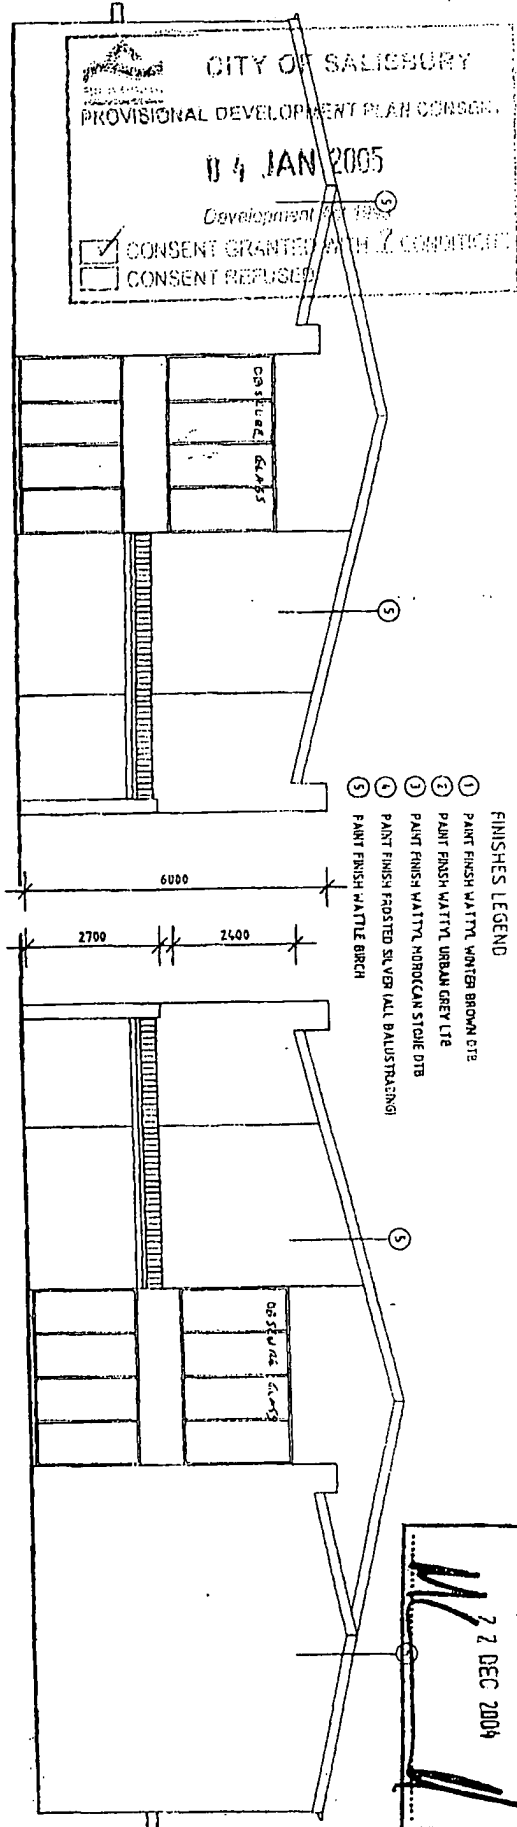 CITY OF SALISBURY
PROVISIONAL DEVELOPMENT PLAN CONSENT
04 JAN 2005
Development Act 1993
✓ CONSENT GRANTED WITH 7 CONDITIONS
CONSENT REFUSED
5
OBSCURE GLASS
5
FINISHES LEGEND
1 PAINT FINISH WATTYL WINTER BROWN DTB
2 PAINT FINISH WATTYL URBAN GREY LTB
3 PAINT FINISH WATTYL MOROCCAN STONE DTB
4 PAINT FINISH FROSTED SILVER (ALL BALUSTRADING)
5 PAINT FINISH WATTLE BIRCH
6000
2700
2400
5
OBSCURE GLASS
5
22 DEC 2004